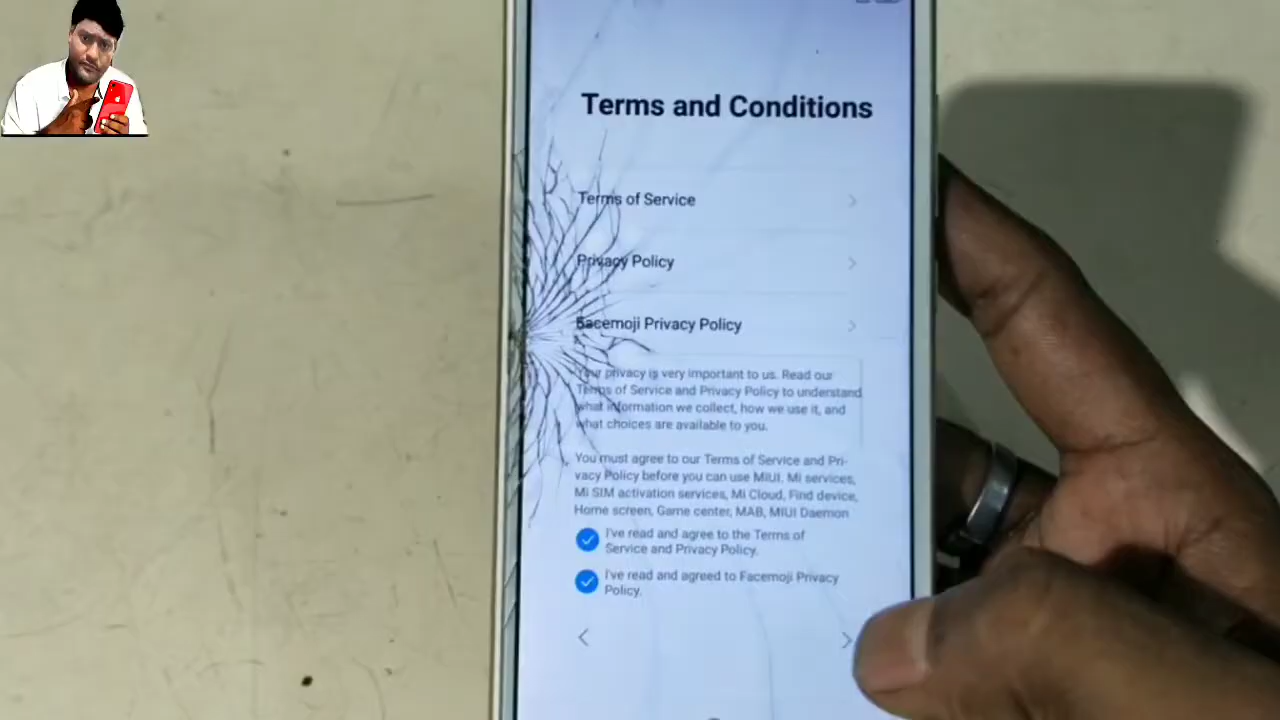 Terms and Conditions
Terms of Service
Privacy Policy
Facemoji Privacy Policy
Your privacy is very important to us. Read our
Terms of Service and Privacy Policy to understand
what information we collect, how we use it, and
what choices are available to you.
You must agree to our Terms of Service and Pri-
vacy Policy before you can use MIUI. Mi services,
Mi SIM activation services, Mi Cloud, Find device,
Home screen, Game center, MAB, MIUI Daemon
I've read and agree to the Terms of
Service and Privacy Policy.
I've read and agreed to Facemoji Privacy
Policy.